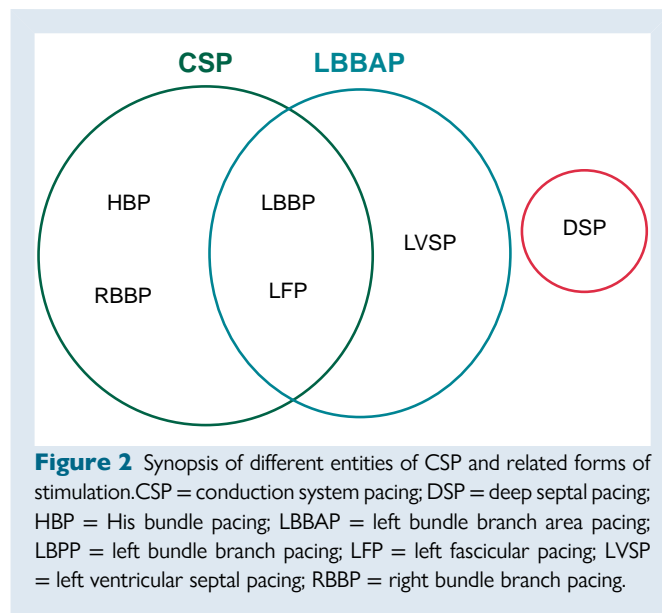 CSP LBBAP
HBP LBBP
LVSP DSP
RBBP LFP
Figure 2 Synopsis of different entities of CSP and related forms of
stimulation.CSP = conduction system pacing; DSP = deep septal pacing;
HBP = His bundle pacing; LBBAP = left bundle branch area pacing;
LBPP = left bundle branch pacing; LFP = left fascicular pacing; LVSP
= left ventricular septal pacing; RBBP = right bundle branch pacing.